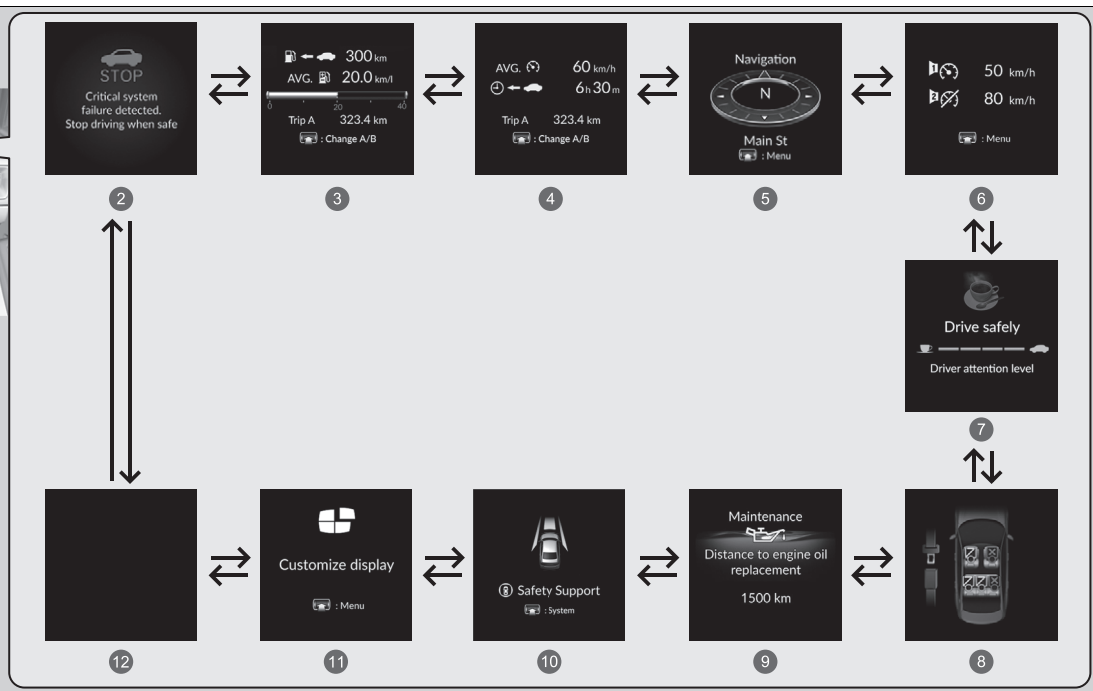 STOP
Critical system
failure detected.
Stop driving when safe
2
300 km
AVG. 20.0 km/l
0 20 40
Trip A 323.4 km
: Change A/B
3
AVG. 60 km/h
6h30m
Trip A 323.4 km
: Change A/B
4
Navigation
N
Main St
: Menu
5
50 km/h
80 km/h
: Menu
6
Drive safely
Driver attention level
7
12
Customize display
: Menu
11
Safety Support
: System
10
Maintenance
Distance to engine oil
replacement
1500 km
9
8